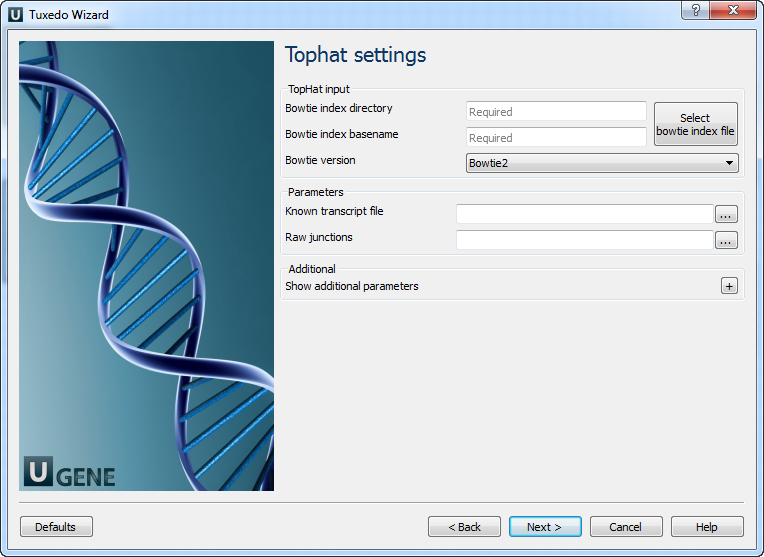 U Tuxedo Wizard
?
Tophat settings
TopHat input
Bowtie index directory
Required
Select
bowtie index file
Bowtie index basename
Required
Bowtie version
Bowtie2
Parameters
Known transcript file
...
Raw junctions
...
Additional
Show additional parameters
+
U GENE
Defaults
< Back
Next >
Cancel
Help